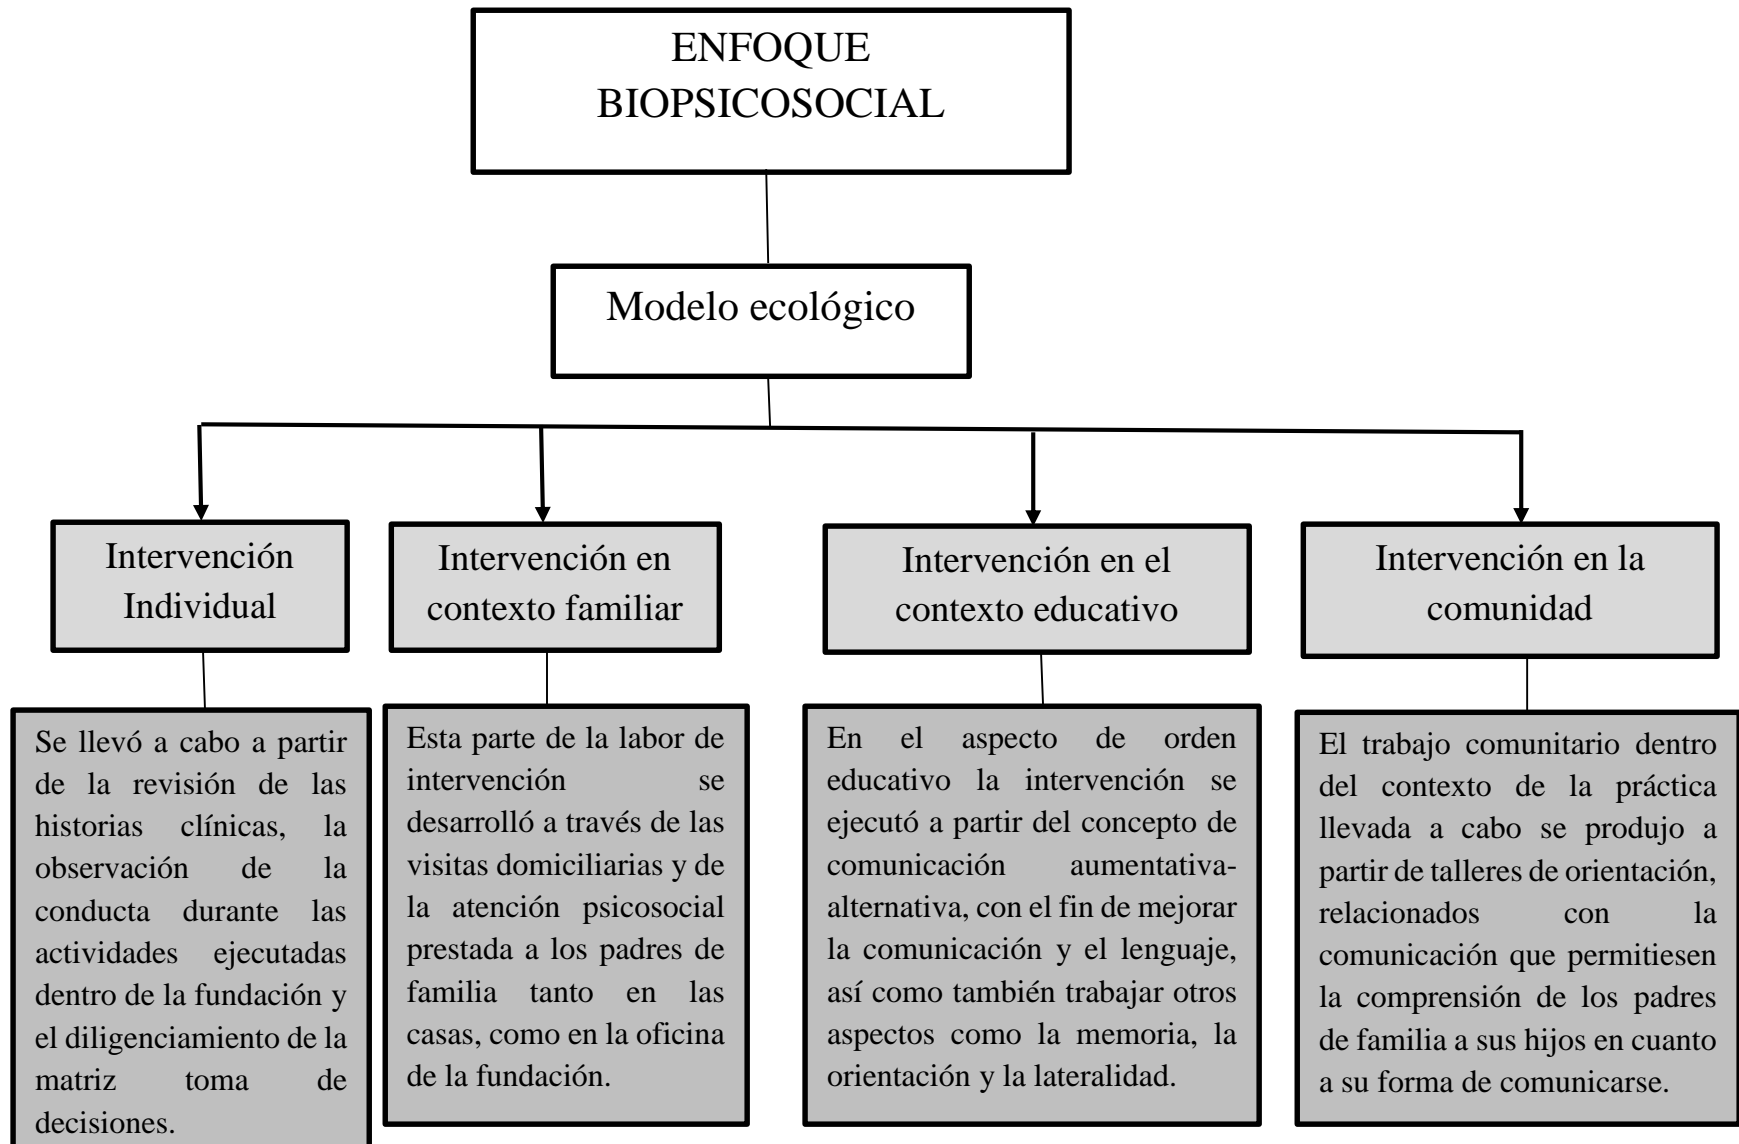 ENFOQUE
BIOPSICOSOCIAL
Modelo ecológico
Intervención
Individual
Intervención en
contexto familiar
Intervención en el
contexto educativo
Intervención en la
comunidad
Se llevó a cabo a partir
de la revisión de las
historias clínicas, la
observación de la
conducta durante las
actividades ejecutadas
dentro de la fundación y
el diligenciamiento de la
matriz toma de
decisiones.
Esta parte de la labor de
intervención se
desarrolló a través de las
visitas domiciliarias y de
la atención psicosocial
prestada a los padres de
familia tanto en las
casas, como en la oficina
de la fundación.
En el aspecto de orden
educativo la intervención se
ejecutó a partir del concepto de
comunicación aumentativa-
alternativa, con el fin de mejorar
la comunicación y el lenguaje,
así como también trabajar otros
aspectos como la memoria, la
orientación y la lateralidad.
El trabajo comunitario dentro
del contexto de la práctica
llevada a cabo se produjo a
partir de talleres de orientación,
relacionados con la
comunicación que permitiesen
la comprensión de los padres
de familia a sus hijos en cuanto
a su forma de comunicarse.